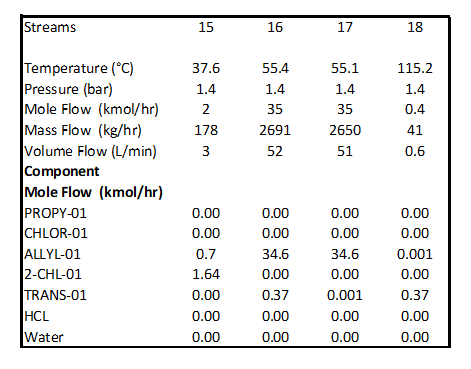 Streams 15 16 17 18
Temperature (°C) 37.6 55.4 55.1 115.2
Pressure (bar) 1.4 1.4 1.4 1.4
Mole Flow (kmol/hr) 2 35 35 0.4
Mass Flow (kg/hr) 178 2691 2650 41
Volume Flow (L/min) 3 52 51 0.6
Component
Mole Flow (kmol/hr)
PROPY-01 0.00 0.00 0.00 0.00
CHLOR-01 0.00 0.00 0.00 0.00
ALLYL-01 0.7 34.6 34.6 0.001
2-CHL-01 1.64 0.00 0.00 0.00
TRANS-01 0.00 0.37 0.001 0.37
HCL 0.00 0.00 0.00 0.00
Water 0.00 0.00 0.00 0.00